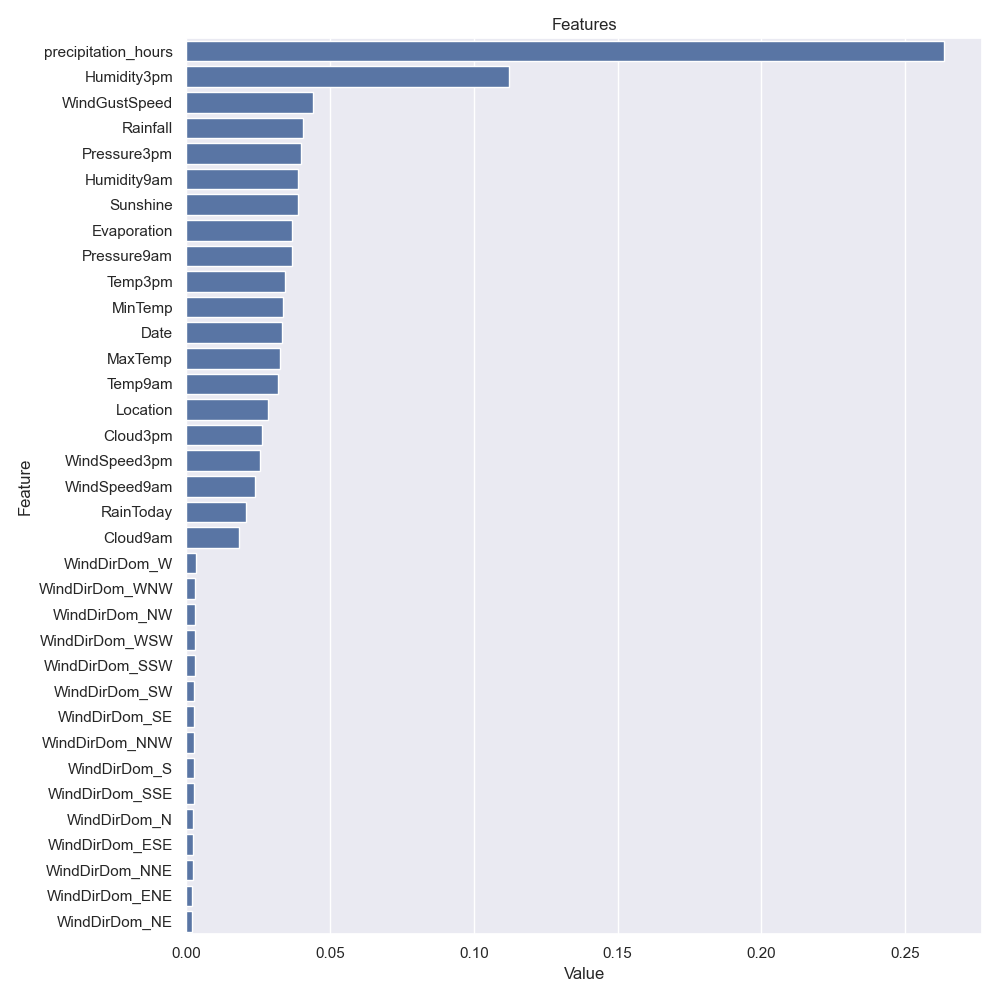 Features
precipitation_hours
Humidity3pm
WindGustSpeed
Rainfall
Pressure3pm
Humidity9am
Sunshine
Evaporation
Pressure9am
Temp3pm
MinTemp
Date
MaxTemp
Temp9am
Location
Cloud3pm
WindSpeed3pm
WindSpeed9am
RainToday
Cloud9am
WindDirDom_W
WindDirDom_WNW
WindDirDom_NW
WindDirDom_WSW
WindDirDom_SSW
WindDirDom_SW
WindDirDom_SE
WindDirDom_NNW
WindDirDom_S
WindDirDom_SSE
WindDirDom_N
WindDirDom_ESE
WindDirDom_NNE
WindDirDom_ENE
WindDirDom_NE
Feature
0.00 0.05 0.10 0.15 0.20 0.25
Value